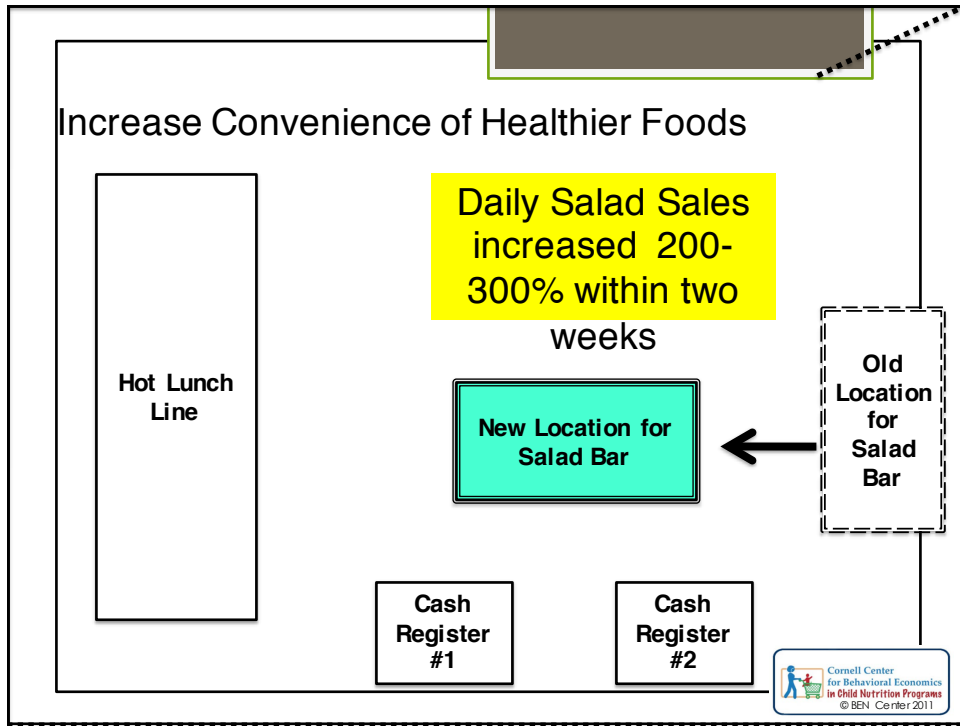 Increase Convenience of Healthier Foods
Daily Salad Sales
increased 200-
300% within two
weeks
Hot Lunch
Line
New Location for
Salad Bar
Old
Location
for
Salad
Bar
Cash
Register
#1
Cash
Register
#2
Cornell Center
for Behavioral Economics
in Child Nutrition Programs
© BEN Center 2011